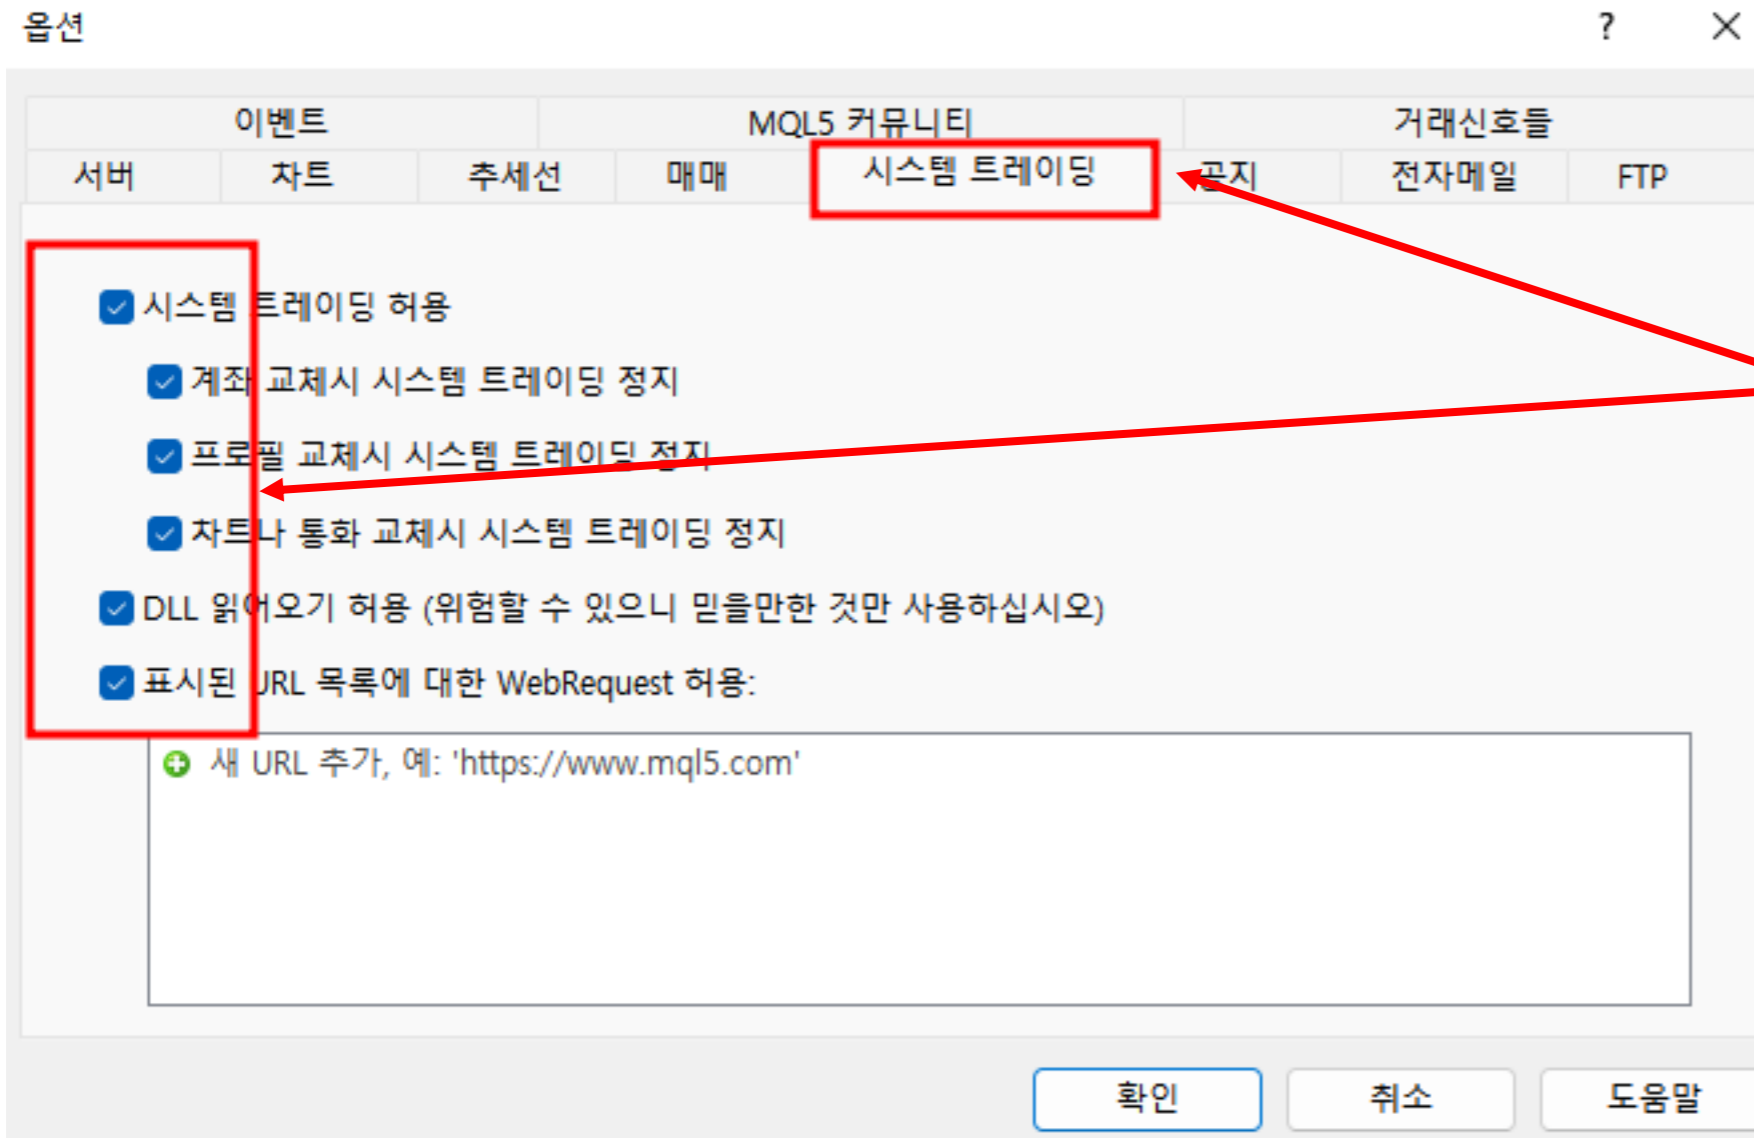 옵션
이벤트 MQL5 커뮤니티 거래신호들
서버 차트 추세선 매매 시스템 트레이딩 공지 전자메일 FTP
시스템 트레이딩 허용
계좌 교체시 시스템 트레이딩 정지
프로필 교체시 시스템 트레이딩 정지
차트나 통화 교체시 시스템 트레이딩 정지
DLL 읽어오기 허용 (위험할 수 있으니 믿을만한 것만 사용하십시오)
표시된 URL 목록에 대한 WebRequest 허용:
새 URL 추가, 예: 'https://www.mql5.com'
확인 취소 도움말